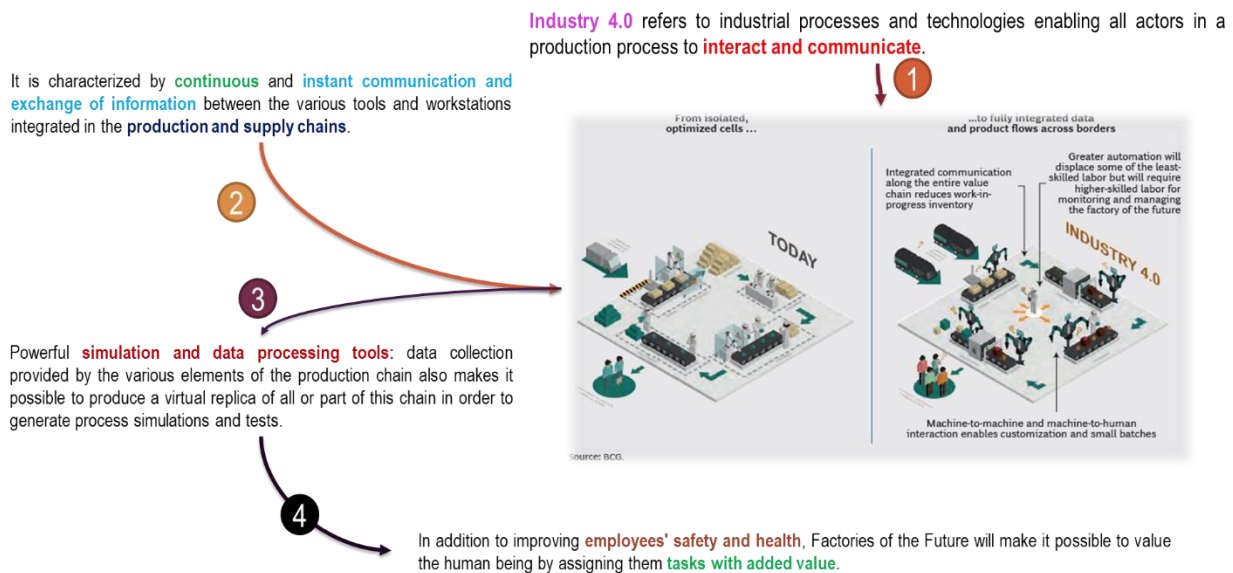 Industry 4.0 refers to industrial processes and technologies enabling all actors in a
production process to interact and communicate.
1
It is characterized by continuous and instant communication and
exchange of information between the various tools and workstations
integrated in the production and supply chains.
2
From isolated,
optimized cells ...
...to fully integrated data
and product flows across borders
Integrated communication
along the entire value
chain reduces work-in-
progress inventory
Greater automation will
displace some of the least-
skilled labor but will require
higher-skilled labor for
monitoring and managing
the factory of the future
TODAY
INDUSTRY 4.0
Machine-to-machine and machine-to-human
interaction enables customization and small batches
Source: BCG.
3
Powerful simulation and data processing tools: data collection
provided by the various elements of the production chain also makes it
possible to produce a virtual replica of all or part of this chain in order to
generate process simulations and tests.
4
In addition to improving employees' safety and health, Factories of the Future will make it possible to value
the human being by assigning them tasks with added value.